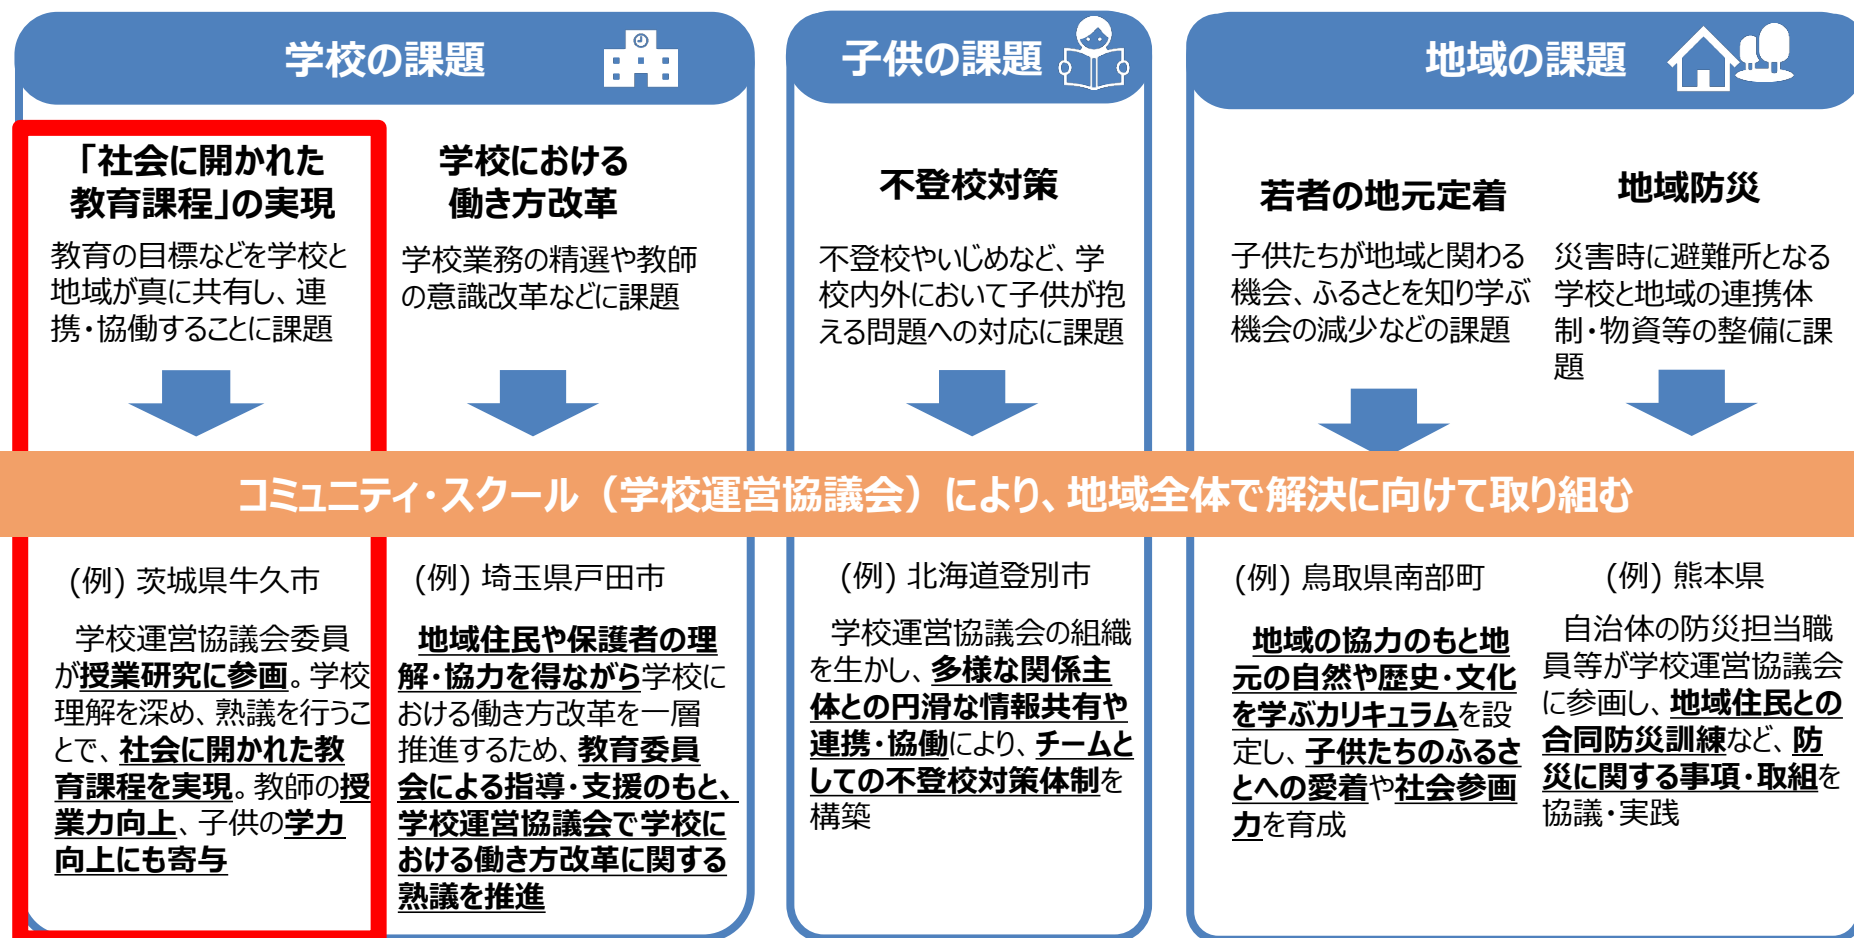 学校の課題
「社会に開かれた
教育課程」の実現
教育の目標などを学校と
地域が真に共有し、連
携・協働することに課題
学校における
働き方改革
学校業務の精選や教師
の意識改革などに課題
子供の課題
不登校対策
不登校やいじめなど、学
校内外において子供が抱
える問題への対応に課題
地域の課題
若者の地元定着
子供たちが地域と関わる
機会、ふるさとを知り学ぶ
機会の減少などの課題
地域防災
災害時に避難所となる
学校と地域の連携体
制・物資等の整備に課
題
コミュニティ・スクール（学校運営協議会）により、地域全体で解決に向けて取り組む
(例) 茨城県牛久市
学校運営協議会委員
が授業研究に参画。学校
理解を深め、熟議を行うこ
とで、社会に開かれた教
育課程を実現。教師の授
業力向上、子供の学力
向上にも寄与
(例) 埼玉県戸田市
地域住民や保護者の理
解・協力を得ながら学校に
おける働き方改革を一層
推進するため、教育委員
会による指導・支援のもと、
学校運営協議会で学校に
おける働き方改革に関する
熟議を推進
(例) 北海道登別市
学校運営協議会の組織
を生かし、多様な関係主
体との円滑な情報共有や
連携・協働により、チームと
しての不登校対策体制を
構築
(例) 鳥取県南部町
地域の協力のもと地
元の自然や歴史・文化
を学ぶカリキュラムを設
定し、子供たちのふるさ
とへの愛着や社会参画
力を育成
(例) 熊本県
自治体の防災担当職
員等が学校運営協議会
に参画し、地域住民との
合同防災訓練など、防
災に関する事項・取組を
協議・実践